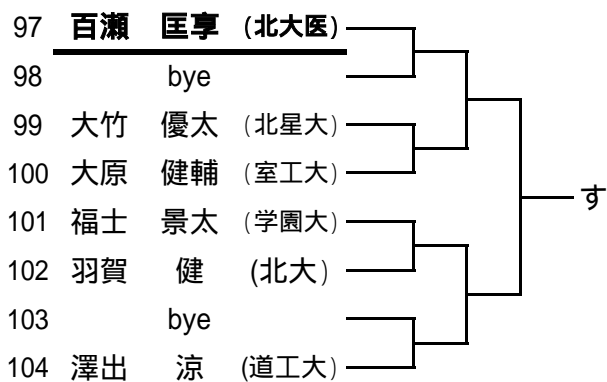 97 百瀬 匡享 (北大医)
98 bye
99 大竹 優太 (北星大)
100 大原 健輔 (室工大)
す
101 福士 景太 (学園大)
102 羽賀 健 (北大)
103 bye
104 澤出 涼 (道工大)